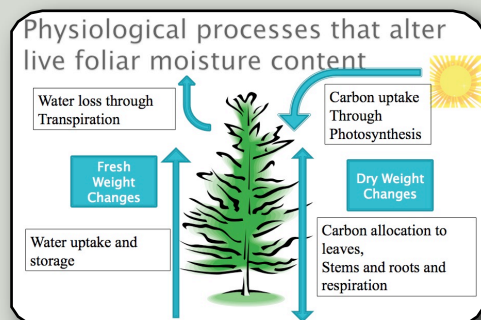 Physiological processes that alter
live foliar moisture content
Water loss through
Transpiration
Carbon uptake
Through
Photosynthesis
Fresh
Weight
Changes
Dry Weight
Changes
Water uptake and
storage
Carbon allocation to
leaves,
Stems and roots and
respiration